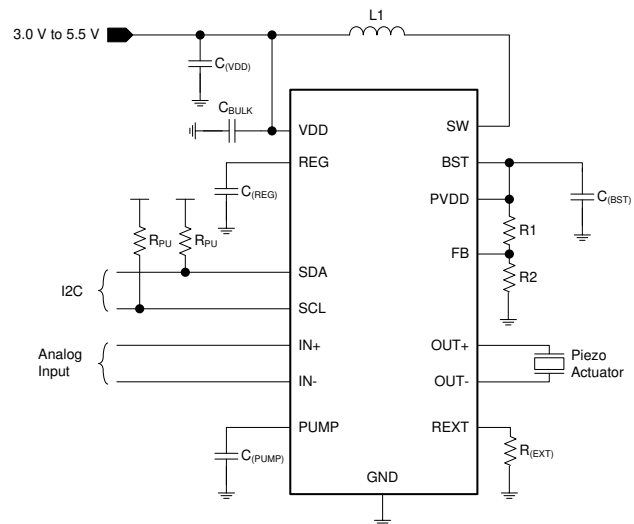 L1
3.0 V to 5.5 V
C(VDD)
CBULK
VDD
SW
REG
BST
C(REG)
PVDD
C(BST)
RPU
RPU
R1
FB
SDA
R2
I2C
SCL
IN+
OUT+
Analog
Input
Piezo
Actuator
IN-
OUT-
PUMP
REXT
C(PUMP)
R(EXT)
GND